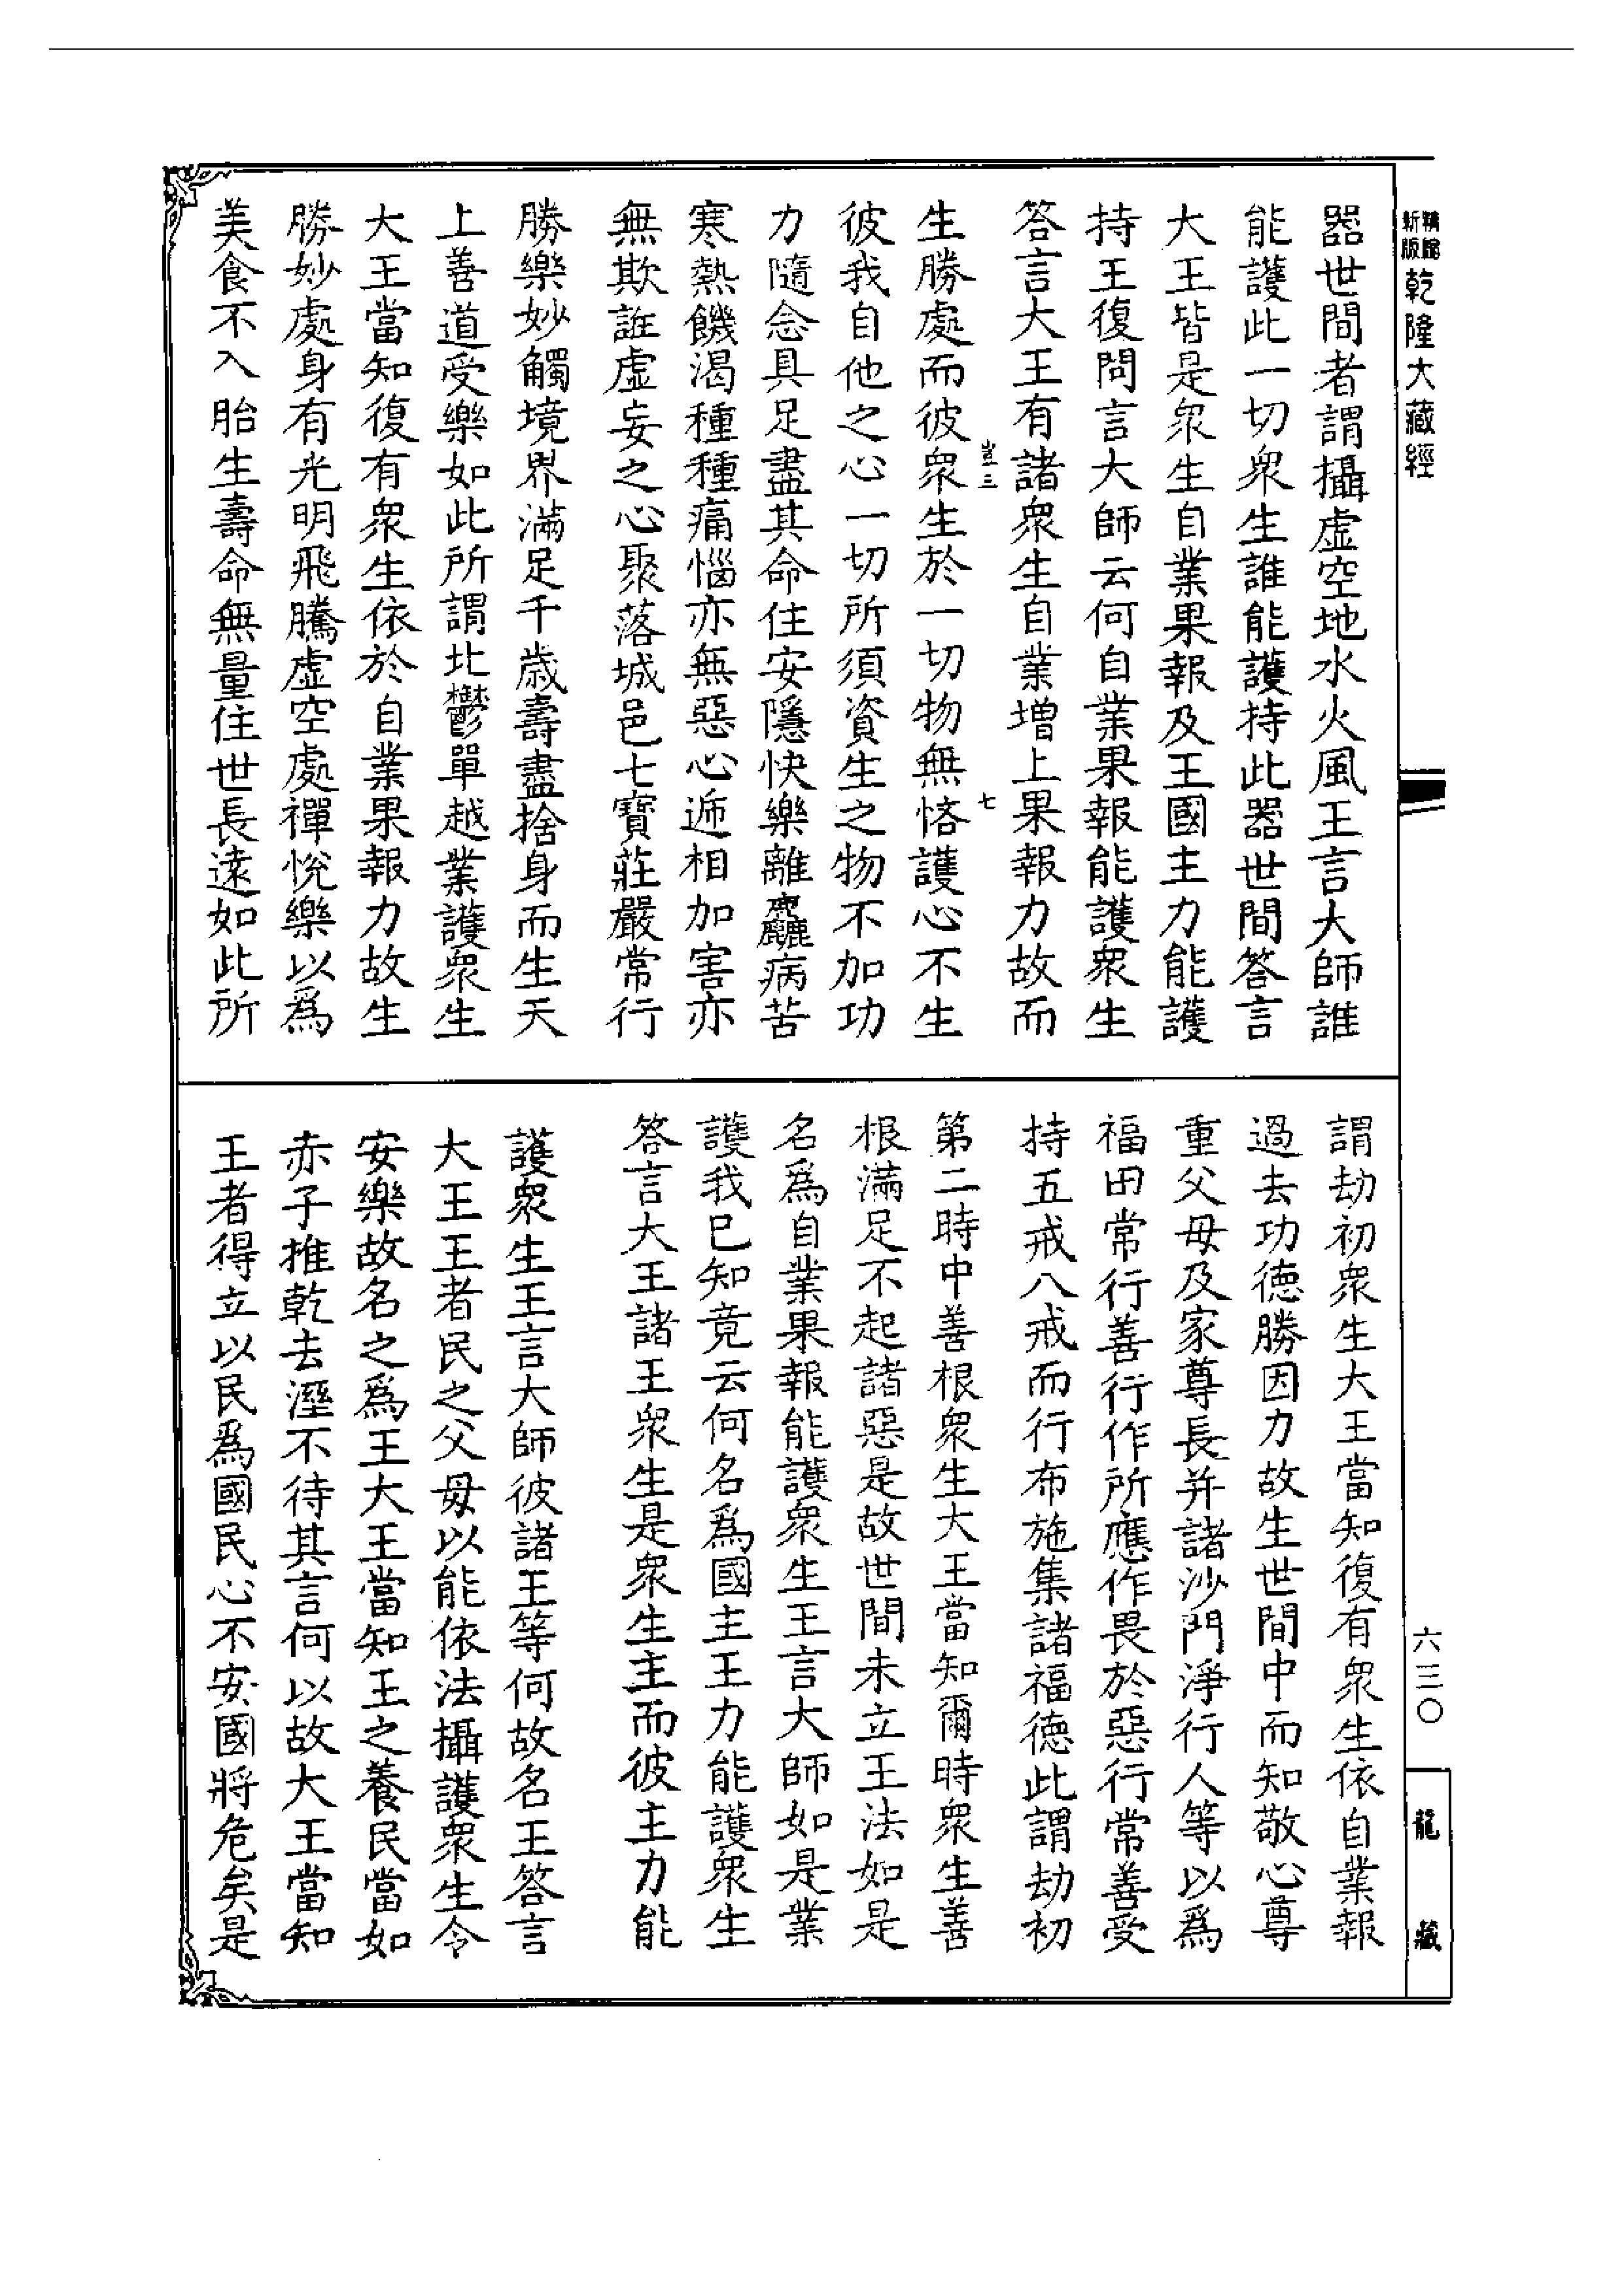 新版
精縮
乾隆大藏經
器世間者謂攝虛空地水火風王言大師誰
能護此一切衆生誰能護持此器世間答言
大王皆是衆生自業果報及王國主力能護
持王復問言大師云何自業果報能護衆生
答言大王有諸衆生自業增上果報力故而
豈三
七
生勝處而彼衆生於一切物無悋護心不生
彼我自他之心一切所須資生之物不加功
力隨念具足盡其命住安隱快樂離麤病苦
寒熱饑渴種種痛惱亦無惡心遞相加害亦
無欺誑虛妄之心聚落城邑七寶莊嚴常行
勝樂妙觸境界滿足千歲壽盡捨身而生天
上善道受樂如此所謂北鬱單越業護衆生
大王當知復有衆生依於自業果報力故生
勝妙處身有光明飛騰虛空處禪悅樂以爲
美食不入胎生壽命無量住世長遠如此所
謂劫初衆生大王當知復有衆生依自業報
過去功德勝因力故生世間中而知敬心尊
重父母及家尊長并諸沙門淨行人等以爲
福田常行善行作所應作畏於惡行常善受
持五戒八戒而行布施集諸福德此謂劫初
第二時中善根衆生大王當知爾時衆生善
根滿足不起諸惡是故世間未立王法如是
名爲自業果報能護衆生王言大師如是業
護我已知竟云何名爲國主王力能護衆生
答言大王諸王衆生是衆生主而彼主力能
護衆生王言大師彼諸王等何故名王答言
大王王者民之父母以能依法攝護衆生令
安樂故名之爲王大王當知王之養民當如
赤子推乾去溼不待其言何以故大王當知
王者得立以民爲國民心不安國將危矣是
六三〇
龍藏